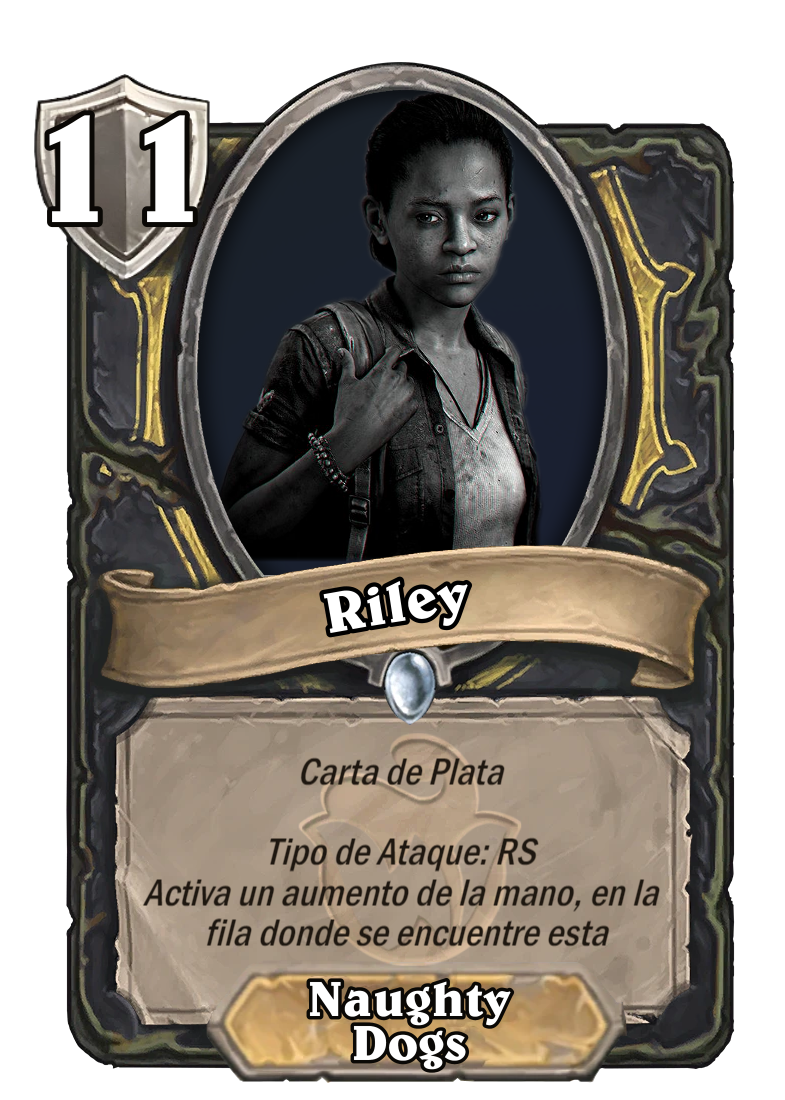 11
Riley
Carta de Plata
Tipo de Ataque: RS
Activa un aumento de la mano, en la
fila donde se encuentre esta
Naughty
Dogs